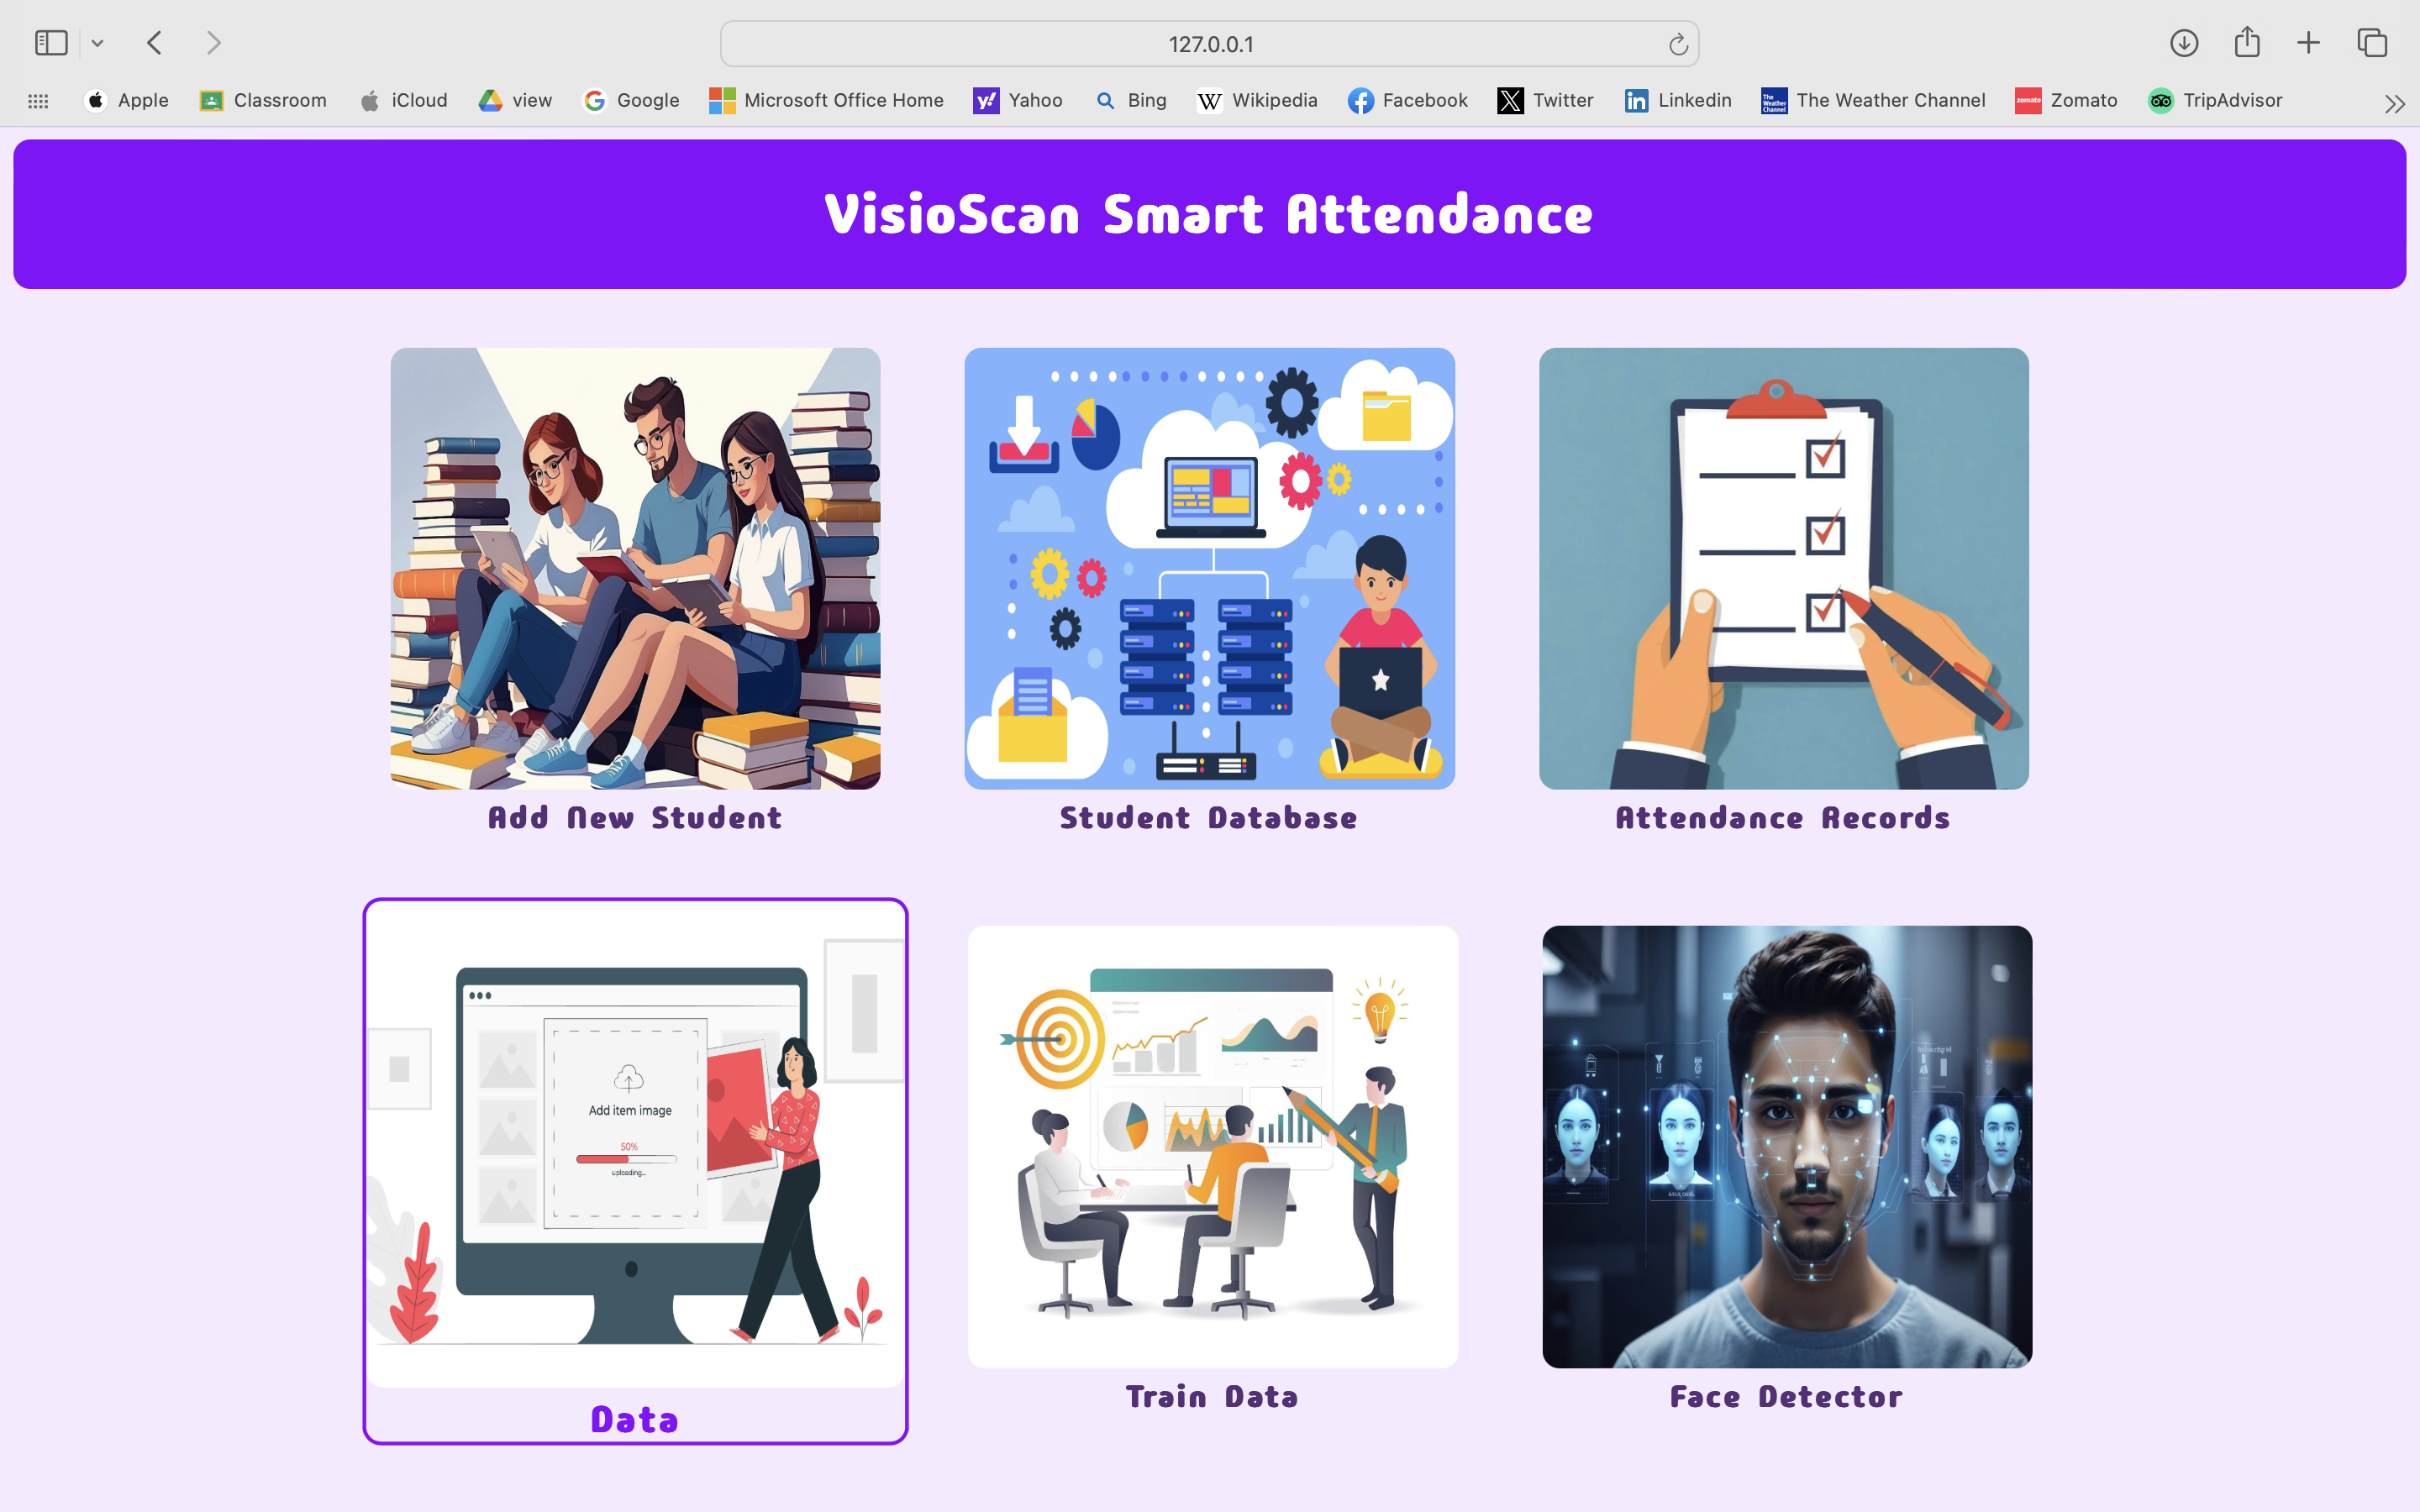 127.0.0.1
Apple Classroom iCloud view Google Microsoft Office Home Yahoo Bing Wikipedia Facebook Twitter Linkedin The Weather Channel Zomato TripAdvisor
VisioScan Smart Attendance
Add New Student Student Database Attendance Records
Add item image
50%
uploading...
Data Train Data Face Detector